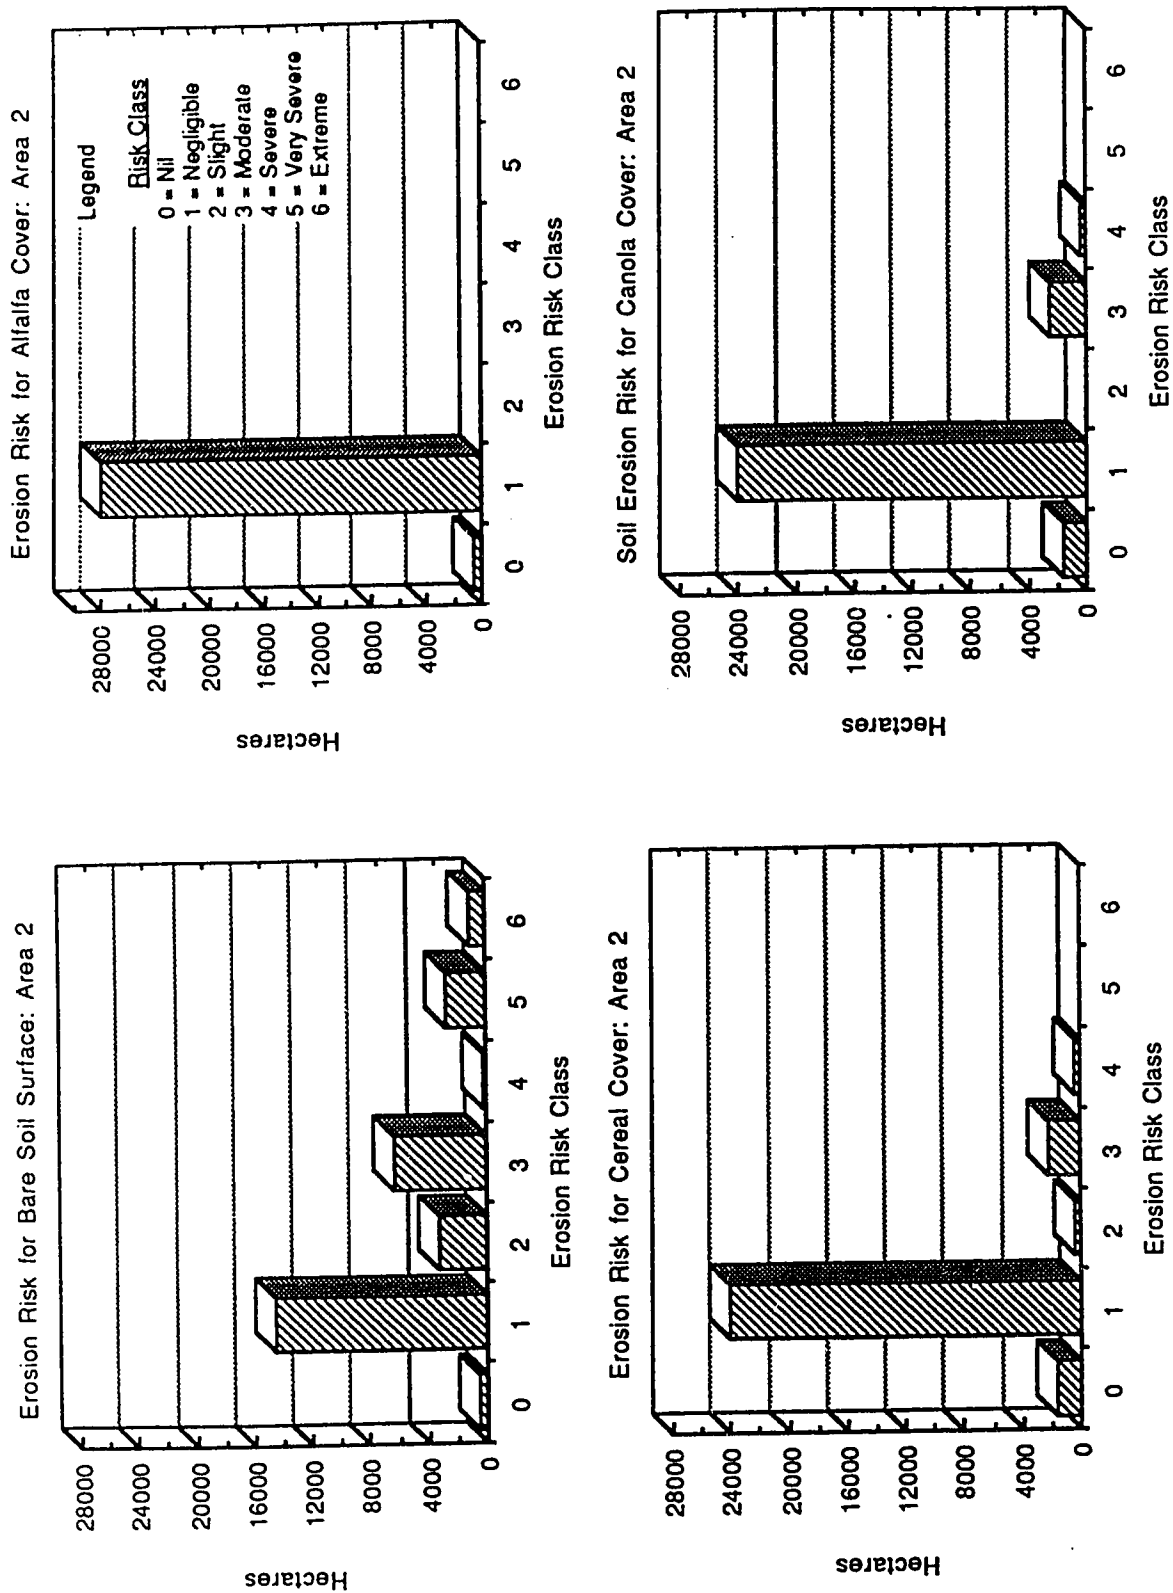 Erosion Risk for Bare Soil Surface: Area 2
Hectares
28000
24000
20000
16000
12000
8000
4000
0
0 1 2 3 4 5 6
Erosion Risk Class
Erosion Risk for Alfalfa Cover: Area 2
Hectares
28000
24000
20000
16000
12000
8000
4000
0
Legend
Risk Class
0 = Nil
1 = Negligible
2 = Slight
3 = Moderate
4 = Severe
5 = Very Severe
6 = Extreme
0 1 2 3 4 5 6
Erosion Risk Class
Erosion Risk for Cereal Cover: Area 2
Hectares
28000
24000
20000
16000
12000
8000
4000
0
0 1 2 3 4 5 6
Erosion Risk Class
Soil Erosion Risk for Canola Cover: Area 2
Hectares
28000
24000
20000
16000
12000
8000
4000
0
0 1 2 3 4 5 6
Erosion Risk Class